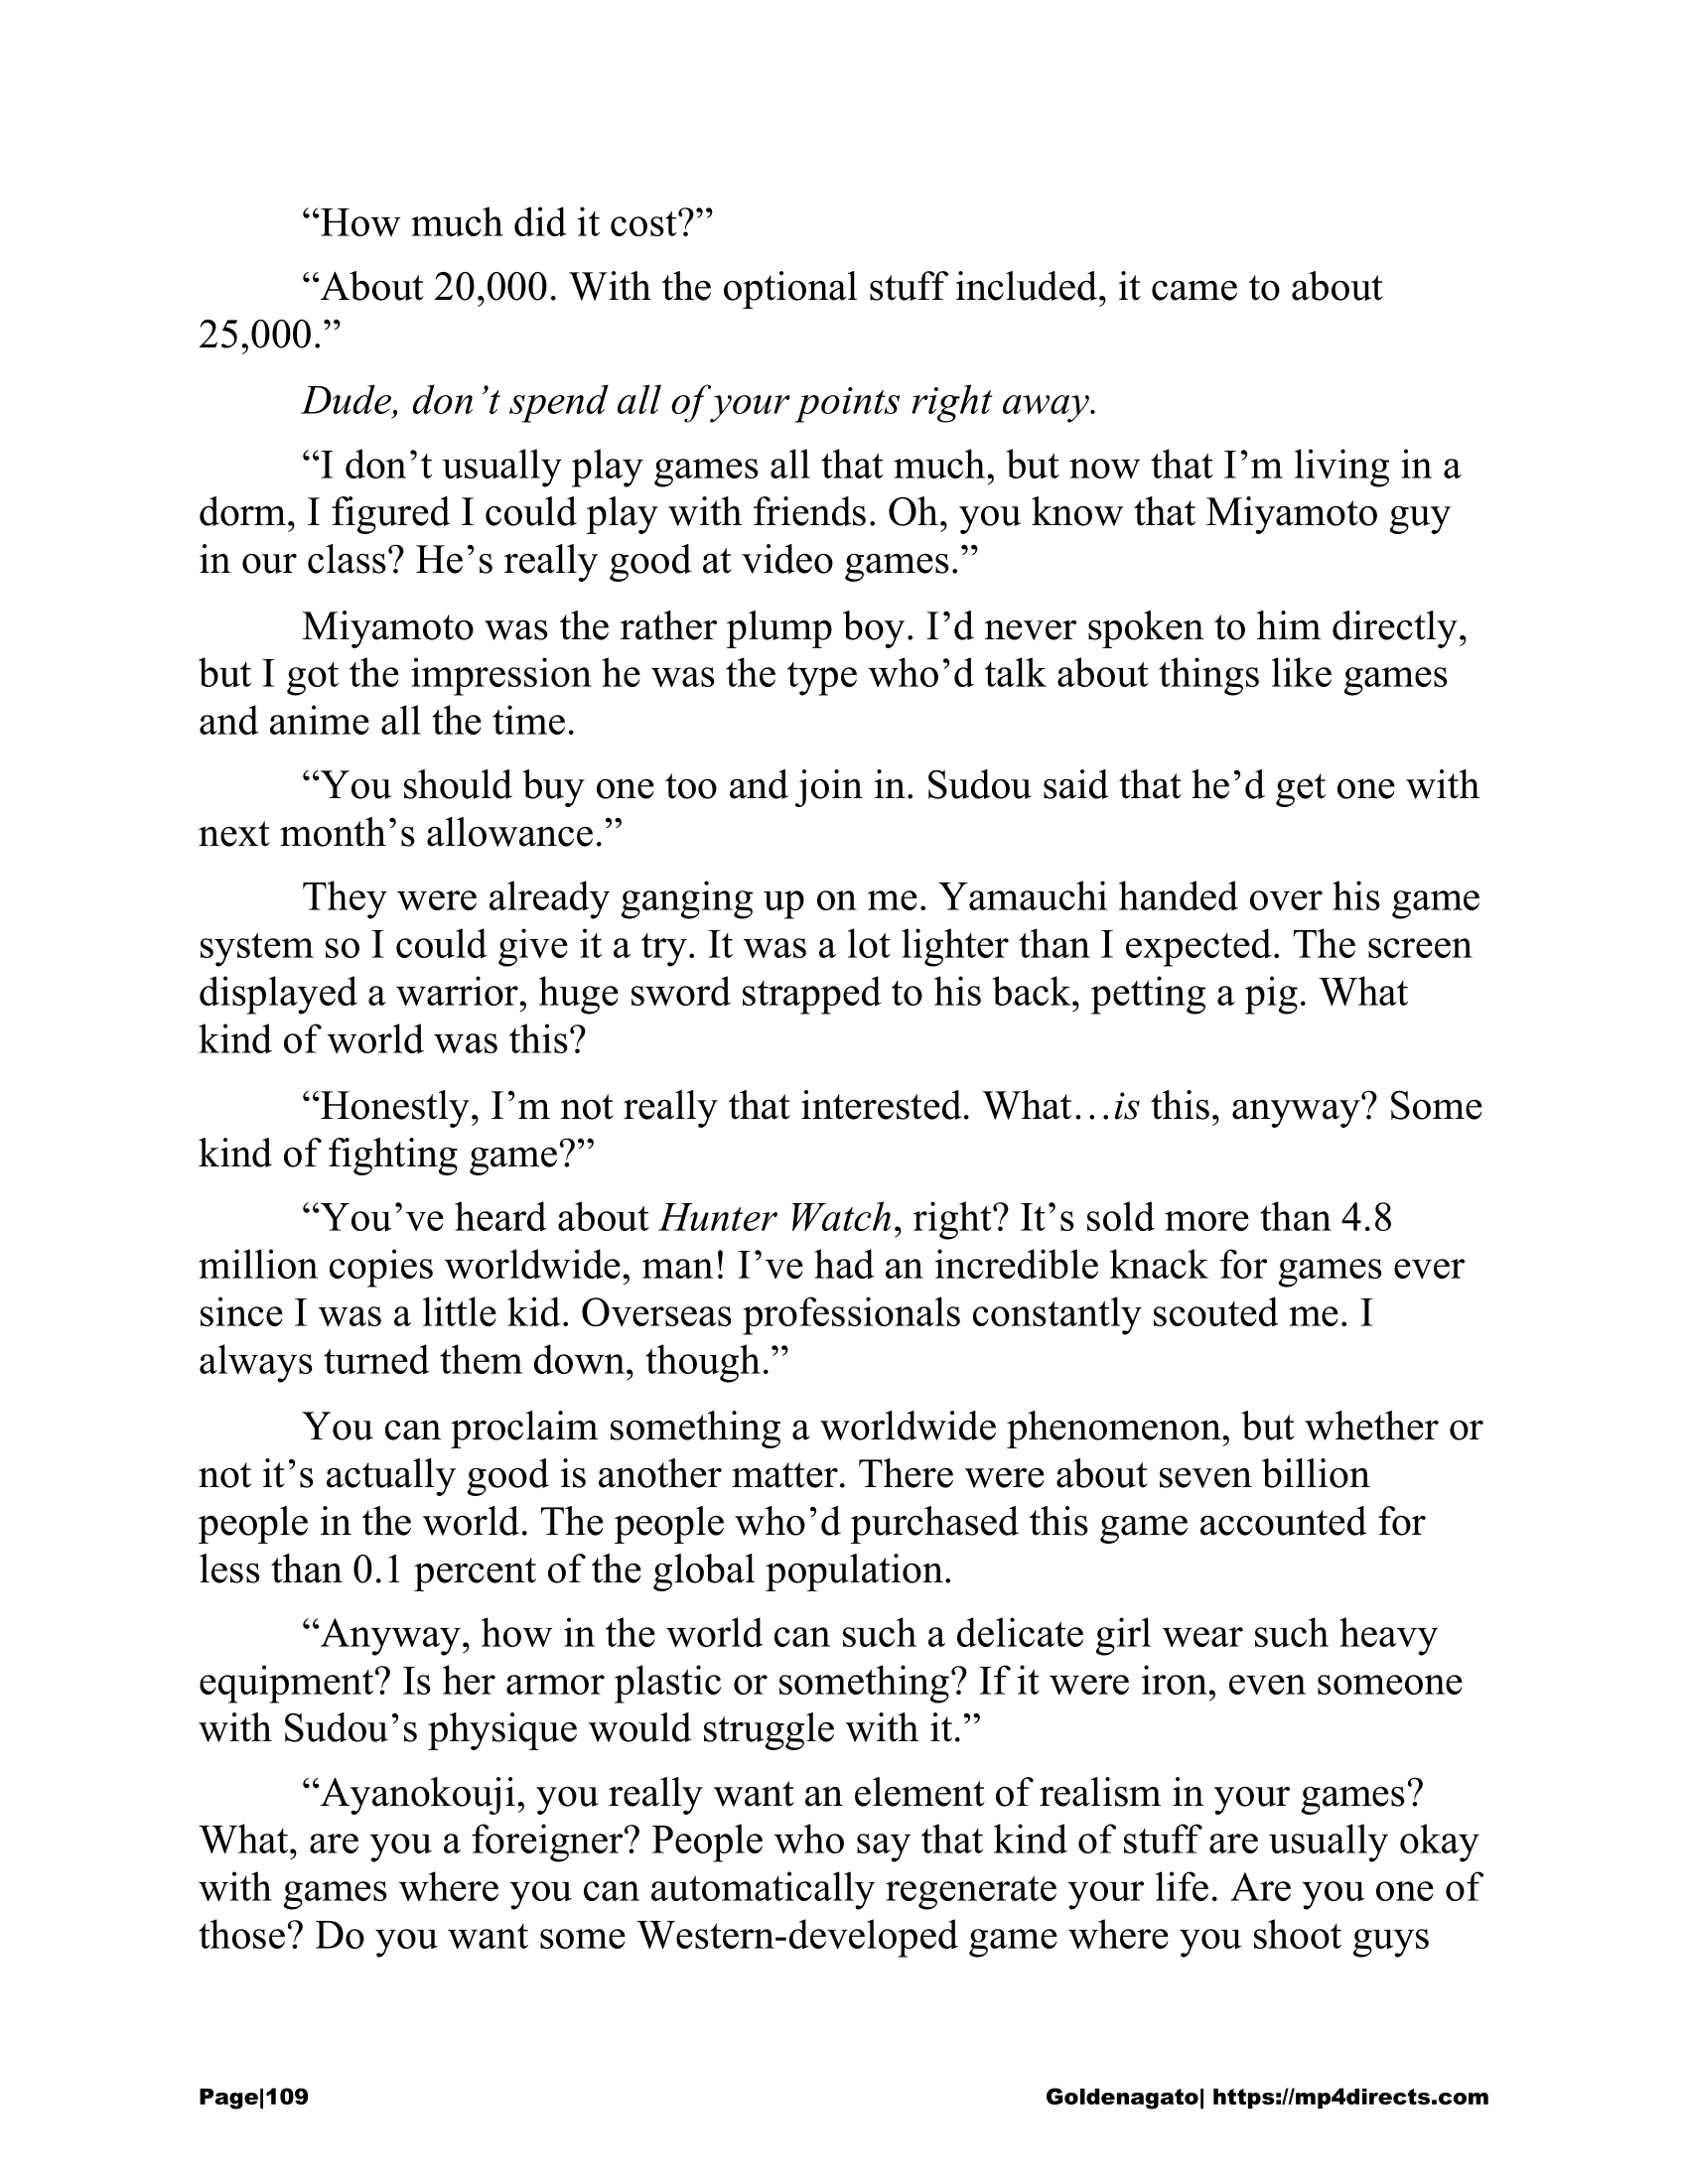 “How much did it cost?”
“About 20,000. With the optional stuff included, it came to about
25,000.”
Dude, don’t spend all of your points right away.
“I don’t usually play games all that much, but now that I’m living in a
dorm, I figured I could play with friends. Oh, you know that Miyamoto guy
in our class? He’s really good at video games.”
Miyamoto was the rather plump boy. I’d never spoken to him directly,
but I got the impression he was the type who’d talk about things like games
and anime all the time.
“You should buy one too and join in. Sudou said that he’d get one with
next month’s allowance.”
They were already ganging up on me. Yamauchi handed over his game
system so I could give it a try. It was a lot lighter than I expected. The screen
displayed a warrior, huge sword strapped to his back, petting a pig. What
kind of world was this?
“Honestly, I’m not really that interested. What…is this, anyway? Some
kind of fighting game?”
“You’ve heard about Hunter Watch, right? It’s sold more than 4.8
million copies worldwide, man! I’ve had an incredible knack for games ever
since I was a little kid. Overseas professionals constantly scouted me. I
always turned them down, though.”
You can proclaim something a worldwide phenomenon, but whether or
not it’s actually good is another matter. There were about seven billion
people in the world. The people who’d purchased this game accounted for
less than 0.1 percent of the global population.
“Anyway, how in the world can such a delicate girl wear such heavy
equipment? Is her armor plastic or something? If it were iron, even someone
with Sudou’s physique would struggle with it.”
“Ayanokouji, you really want an element of realism in your games?
What, are you a foreigner? People who say that kind of stuff are usually okay
with games where you can automatically regenerate your life. Are you one of
those? Do you want some Western-developed game where you shoot guys
Page|109 Goldenagato| https://mp4directs.com